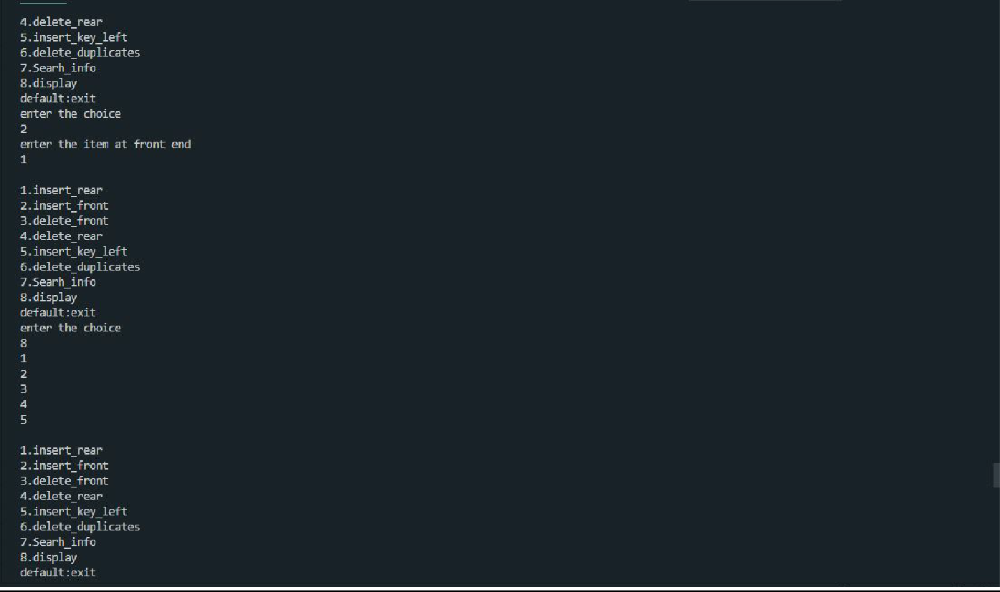 4.delete_rear
5.insert_key_left
6.delete_duplicates
7.Searh_info
8.display
default:exit
enter the choice
2
enter the item at front end
1
1.insert_rear
2.insert_front
3.delete_front
4.delete_rear
5.insert_key_left
6.delete_duplicates
7.Searh_info
8.display
default:exit
enter the choice
8
1
2
3
4
5
1.insert_rear
2.insert_front
3.delete_front
4.delete_rear
5.insert_key_left
6.delete_duplicates
7.Searh_info
8.display
default:exit